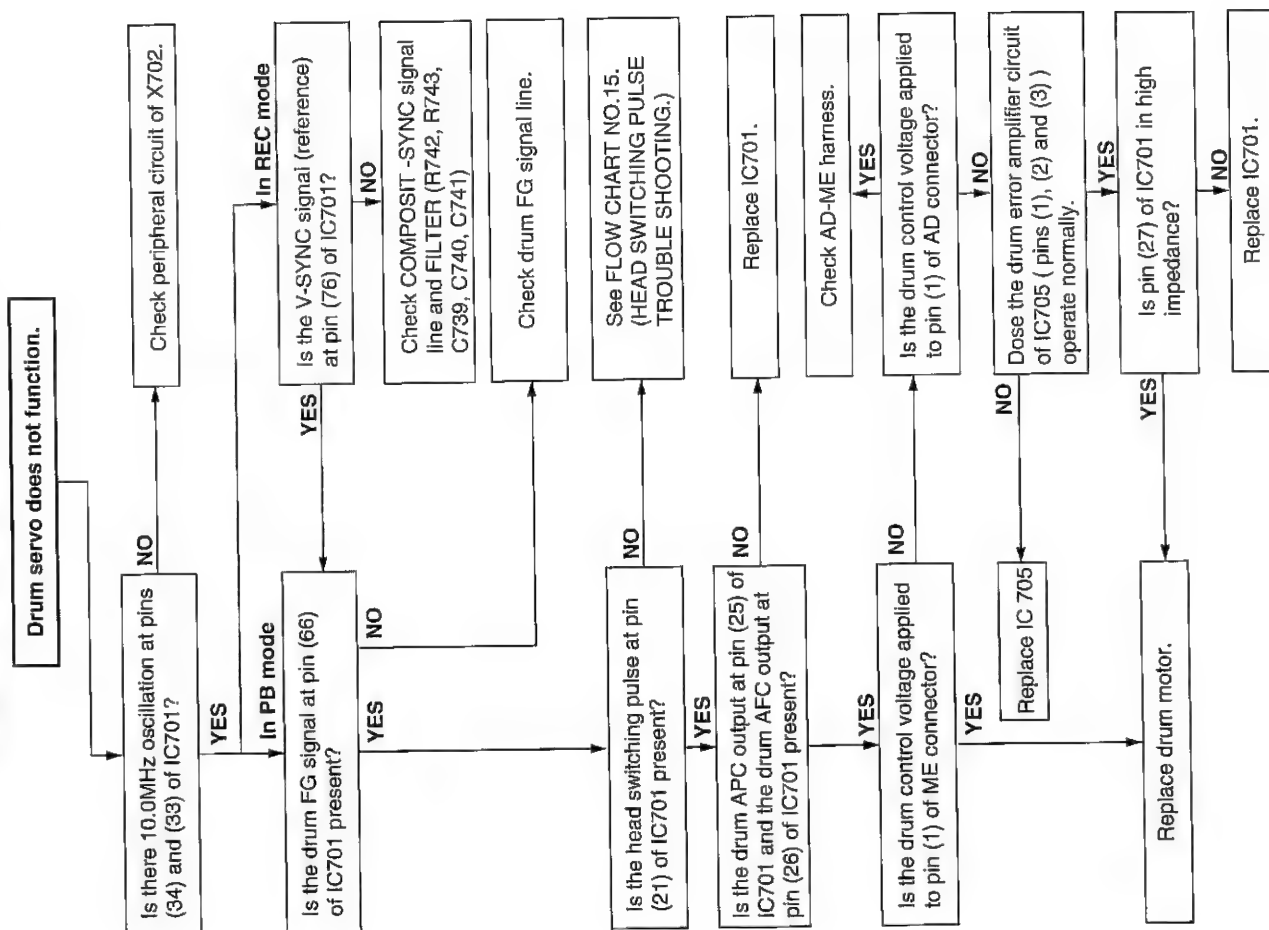 Drum servo does not function.
Is there 10.0MHz oscillation at pins
(34) and (33) of IC701?
NO
Check peripheral circuit of X702.
YES
In PB mode
In REC mode
Is the V-SYNC signal (reference)
at pin (76) of IC701?
YES
NO
Check COMPOSIT -SYNC signal
line and FILTER (R742, R743,
C739, C740, C741)
Is the drum FG signal at pin (66)
of IC701 present?
NO
Check drum FG signal line.
YES
Is the head switching pulse at pin
(21) of IC701 present?
NO
See FLOW CHART NO.15.
(HEAD SWITCHING PULSE
TROUBLE SHOOTING.)
YES
Is the drum APC output at pin (25) of
IC701 and the drum AFC output at
pin (26) of IC701 present?
NO
Replace IC701.
YES
Is the drum control voltage applied
to pin (1) of ME connector?
NO
Is the drum control voltage applied
to pin (1) of AD connector?
YES
Check AD-ME harness.
NO
Dose the drum error amplifier circuit
of IC705 ( pins (1), (2) and (3) )
operate normally.
NO
Replace IC 705
YES
Is pin (27) of IC701 in high
impedance?
YES
NO
Replace IC701.
YES
Replace drum motor.